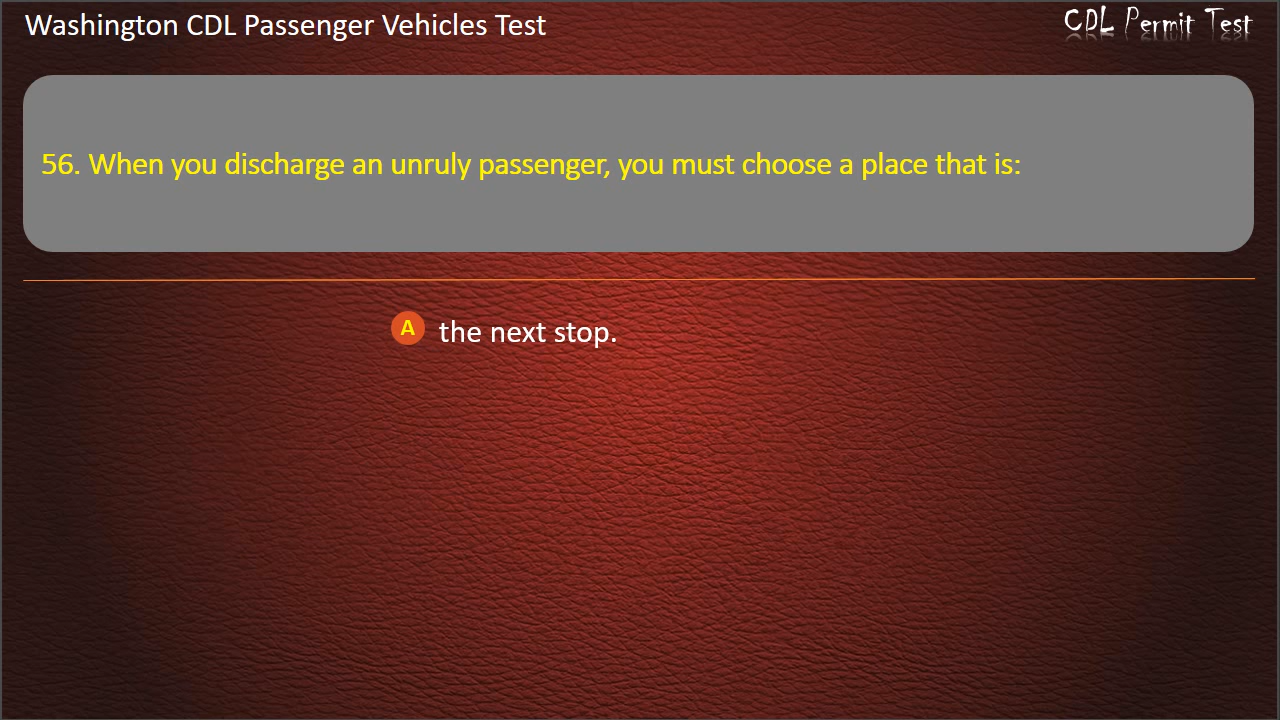 Washington CDL Passenger Vehicles Test
CDL Permit Test
56. When you discharge an unruly passenger, you must choose a place that is:
A the next stop.